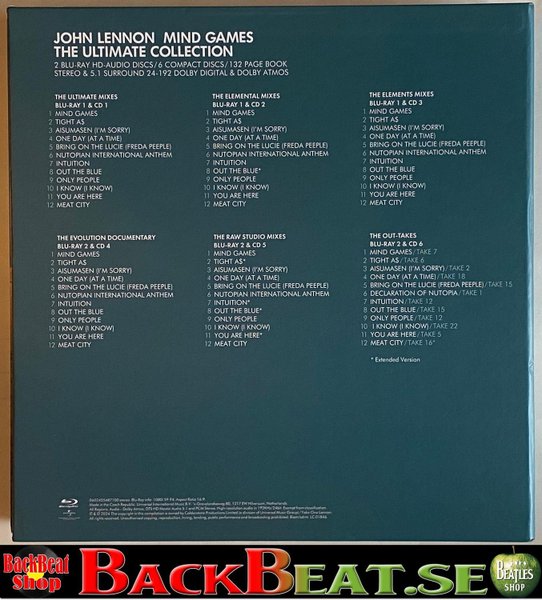 JOHN LENNON MIND GAMES
THE ULTIMATE COLLECTION
2 BLU-RAY HD-AUDIO DISCS/6 COMPACT DISCS/132 PAGE BOOK
STEREO & 5.1 SURROUND 24-192 DOLBY DIGITAL & DOLBY ATMOS
THE ULTIMATE MIXES
BLU-RAY 1 & CD 1
1 MIND GAMES
2 TIGHT AS
3 AISUMASEN (I'M SORRY)
4 ONE DAY (AT A TIME)
5 BRING ON THE LUCIE (FREDA PEEPLE)
6 NUTOPIAN INTERNATIONAL ANTHEM
7 INTUITION
8 OUT THE BLUE
9 ONLY PEOPLE
10 I KNOW (I KNOW)
11 YOU ARE HERE
12 MEAT CITY
THE ELEMENTAL MIXES
BLU-RAY 1 & CD 2
1 MIND GAMES
2 TIGHT AS
3 AISUMASEN (I'M SORRY)
4 ONE DAY (AT A TIME)
5 BRING ON THE LUCIE (FREDA PEEPLE)
6 NUTOPIAN INTERNATIONAL ANTHEM
7 INTUITION
8 OUT THE BLUE*
9 ONLY PEOPLE
10 I KNOW (I KNOW)
11 YOU ARE HERE
12 MEAT CITY
THE ELEMENTS MIXES
BLU-RAY 1 & CD 3
1 MIND GAMES
2 TIGHT AS
3 AISUMASEN (I'M SORRY)
4 ONE DAY (AT A TIME)
5 BRING ON THE LUCIE (FREDA PEEPLE)
6 NUTOPIAN INTERNATIONAL ANTHEM
7 INTUITION
8 OUT THE BLUE
9 ONLY PEOPLE
10 I KNOW (I KNOW)
11 YOU ARE HERE
12 MEAT CITY
THE EVOLUTION DOCUMENTARY
BLU-RAY 2 & CD 4
1 MIND GAMES
2 TIGHT AS
3 AISUMASEN (I'M SORRY)
4 ONE DAY (AT A TIME)
5 BRING ON THE LUCIE (FREDA PEEPLE)
6 NUTOPIAN INTERNATIONAL ANTHEM
7 INTUITION
8 OUT THE BLUE
9 ONLY PEOPLE
10 I KNOW (I KNOW)
11 YOU ARE HERE
12 MEAT CITY
THE RAW STUDIO MIXES
BLU-RAY 2 & CD 5
1 MIND GAMES
2 TIGHT AS*
3 AISUMASEN (I'M SORRY)
4 ONE DAY (AT A TIME)
5 BRING ON THE LUCIE (FREDA PEEPLE)
6 NUTOPIAN INTERNATIONAL ANTHEM
7 INTUITION*
8 OUT THE BLUE*
9 ONLY PEOPLE
10 I KNOW (I KNOW)
11 YOU ARE HERE*
12 MEAT CITY
THE OUT-TAKES
BLU-RAY 2 & CD 6
1 MIND GAMES/TAKE 7
2 TIGHT AS/TAKE 6
3 AISUMASEN (I'M SORRY)/TAKE 2
4 ONE DAY (AT A TIME)/TAKE 18
5 BRING ON THE LUCIE (FREDA PEEPLE)/TAKE 15
6 DECLARATION OF NUTOPIA/TAKE 1
7 INTUITION/TAKE 12
8 OUT THE BLUE/TAKE 15
9 ONLY PEOPLE/TAKE 12
10 I KNOW (I KNOW)/TAKE 22
11 YOU ARE HERE/TAKE 5
12 MEAT CITY/TAKE 16*
* Extended Version
BackBeat
Shop
BACKBEAT.SE
BEATLES
SHOP